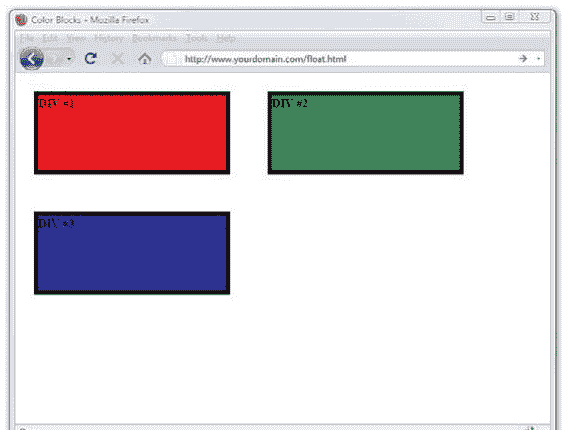 Color Blocks - Mozilla Firefox
File Edit View History Bookmarks Tools Help
http://www.yourdomain.com/float.html
DIV #1
DIV #2
DIV #3